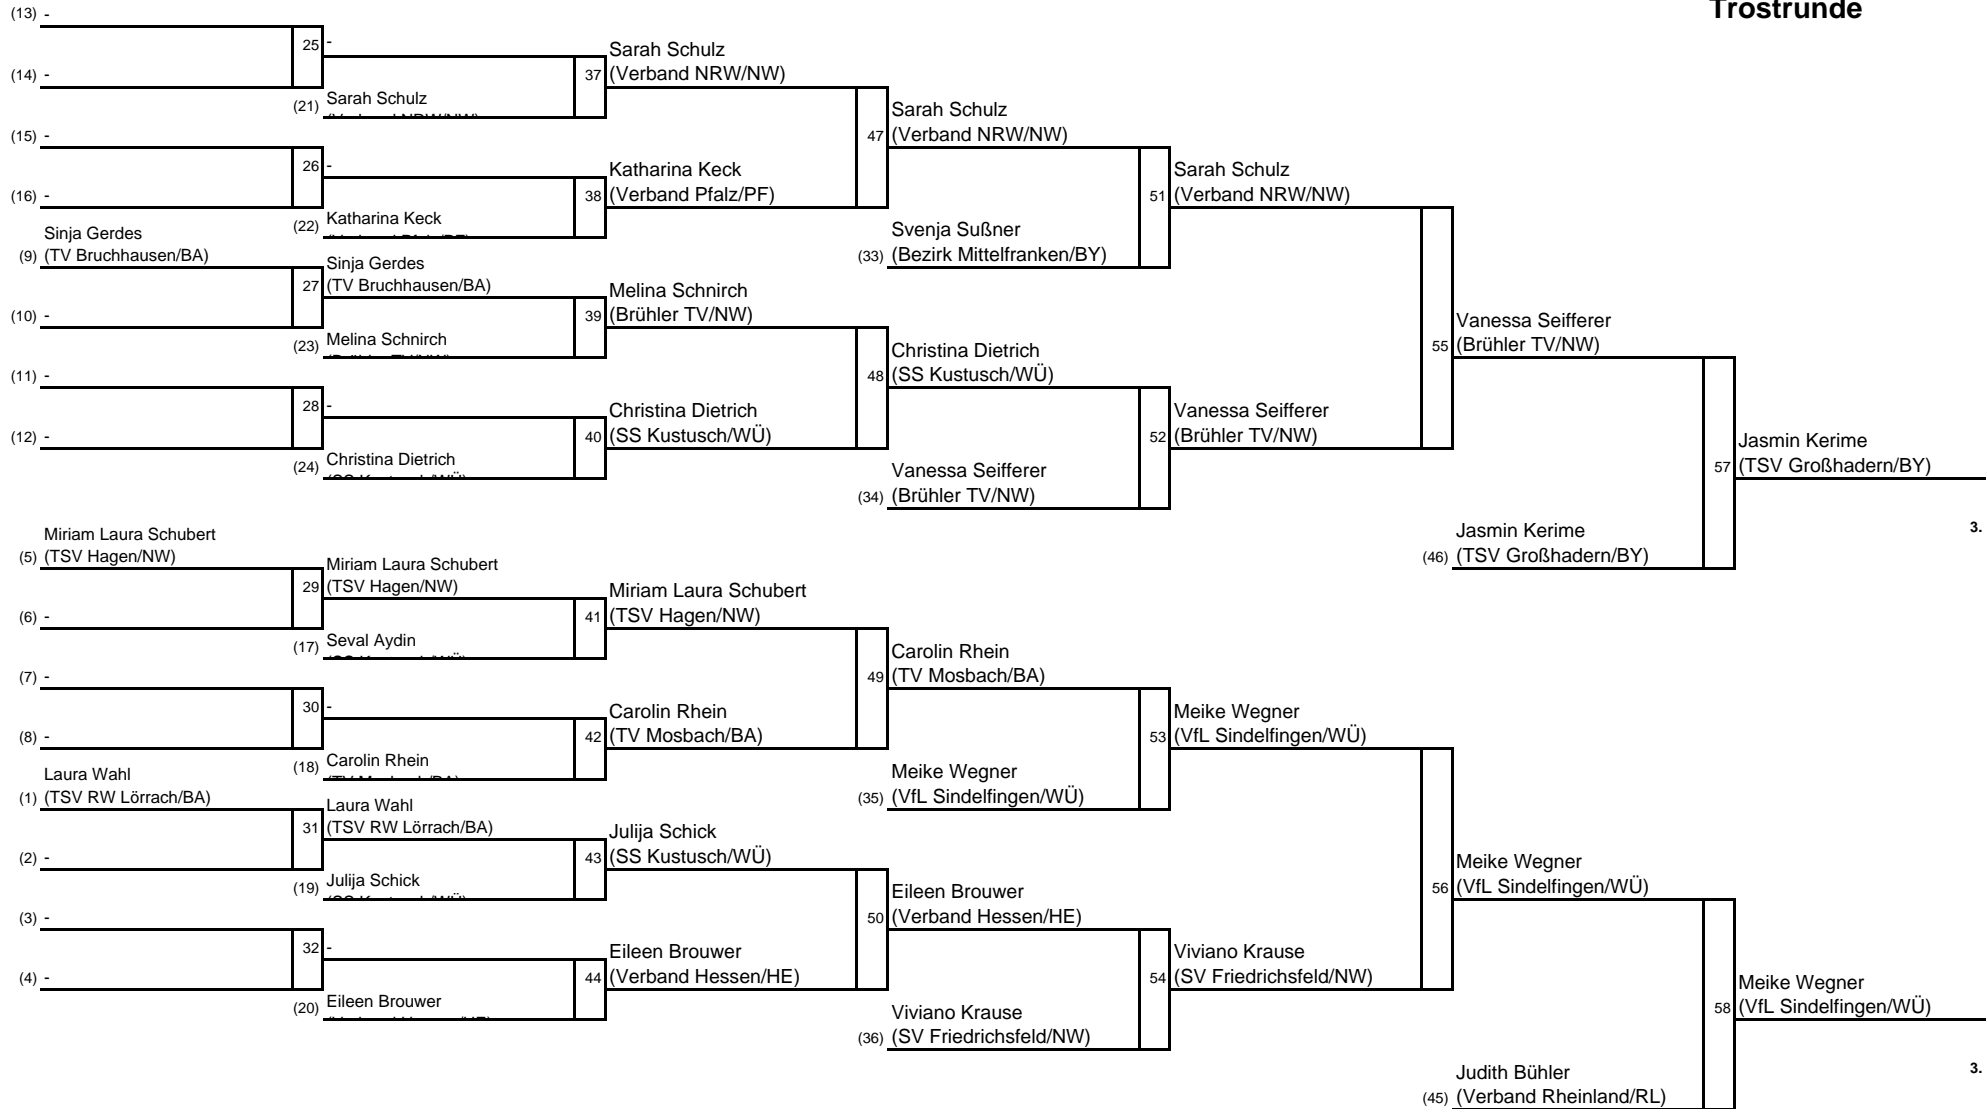 Trostrunde
(13) -
25 -
(14) -
Sarah Schulz
37 (Verband NRW/NW)
(21) Sarah Schulz
Sarah Schulz
47 (Verband NRW/NW)
(15) -
26 -
(16) -
Katharina Keck
38 (Verband Pfalz/PF)
(22) Katharina Keck
Sarah Schulz
51 (Verband NRW/NW)
Svenja Sußner
(33) (Bezirk Mittelfranken/BY)
Sinja Gerdes
(9) (TV Bruchhausen/BA)
Sinja Gerdes
27 (TV Bruchhausen/BA)
(10) -
Melina Schnirch
39 (Brühler TV/NW)
(23) Melina Schnirch
Vanessa Seifferer
55 (Brühler TV/NW)
Christina Dietrich
48 (SS Kustusch/WÜ)
(11) -
28 -
(12) -
Christina Dietrich
40 (SS Kustusch/WÜ)
(24) Christina Dietrich
Vanessa Seifferer
52 (Brühler TV/NW)
Vanessa Seifferer
(34) (Brühler TV/NW)
Jasmin Kerime
57 (TSV Großhadern/BY)
3.
Jasmin Kerime
(46) (TSV Großhadern/BY)
Miriam Laura Schubert
(5) (TSV Hagen/NW)
Miriam Laura Schubert
29 (TSV Hagen/NW)
(6) -
Miriam Laura Schubert
41 (TSV Hagen/NW)
(17) Seval Aydin
Carolin Rhein
49 (TV Mosbach/BA)
(7) -
30 -
(8) -
Carolin Rhein
42 (TV Mosbach/BA)
(18) Carolin Rhein
Meike Wegner
53 (VfL Sindelfingen/WÜ)
Meike Wegner
(35) (VfL Sindelfingen/WÜ)
Laura Wahl
(1) (TSV RW Lörrach/BA)
Laura Wahl
31 (TSV RW Lörrach/BA)
(2) -
Julija Schick
43 (SS Kustusch/WÜ)
(19) Julija Schick
Meike Wegner
56 (VfL Sindelfingen/WÜ)
Eileen Brouwer
50 (Verband Hessen/HE)
(3) -
32 -
(4) -
Eileen Brouwer
44 (Verband Hessen/HE)
(20) Eileen Brouwer
Viviano Krause
54 (SV Friedrichsfeld/NW)
Viviano Krause
(36) (SV Friedrichsfeld/NW)
Meike Wegner
58 (VfL Sindelfingen/WÜ)
3.
Judith Bühler
(45) (Verband Rheinland/RL)